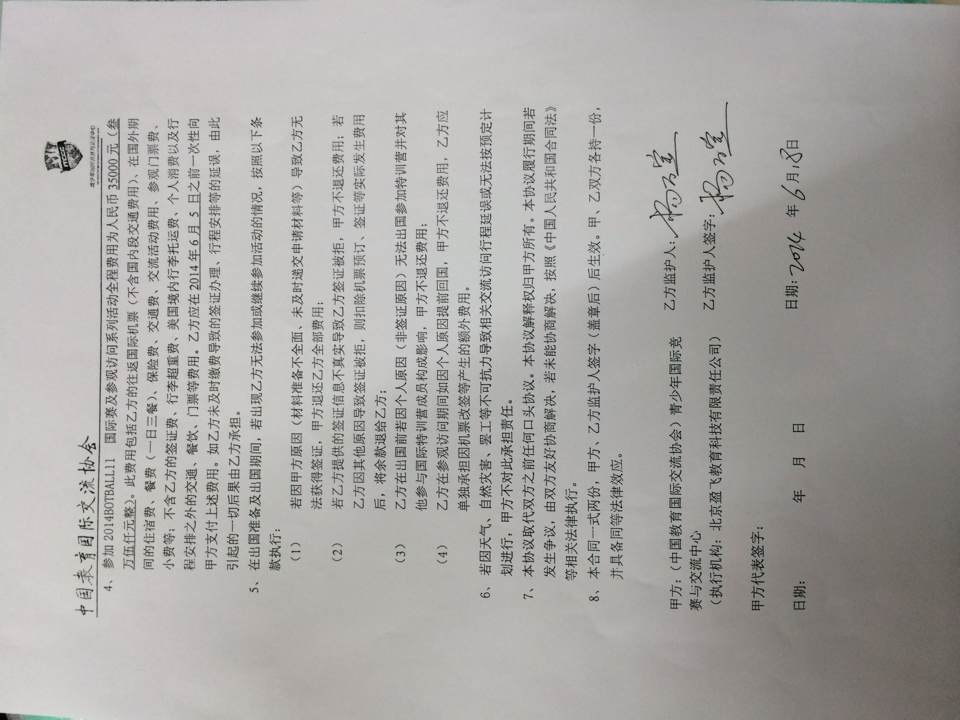 中国教育国际交流协会
ITCCC
青少年国际竞赛与交流中心
4、 参加 2014BOTBALL11 国际赛及参观访问系列活动全程费用为人民币 35000 元（叁
万伍仟元整）。此费用包括乙方的往返国际机票（不含国内段交通费用）、在国外期
间的住宿费、餐费（一日三餐）、保险费、交通费、交流活动费用、参观门票费、
小费等；不含乙方的签证费、行李超重费、美国境内行李托运费、个人消费以及行
程安排之外的交通、餐饮、门票等费用。乙方应在 2014 年 6 月 5 日之前一次性向
甲方支付上述费用。如乙方未及时缴费导致的签证办理、行程安排等的延误，由此
引起的一切后果由乙方承担。
5、 在出国准备及出国期间，若出现乙方无法参加或继续参加活动的情况，按照以下条
款执行：
（1） 若因甲方原因（材料准备不全面、未及时递交申请材料等）导致乙方无
法获得签证，甲方退还乙方全部费用；
（2） 若乙方提供的签证信息不真实导致乙方签证被拒，甲方不退还费用；若
乙方因其他原因导致签证被拒，则扣除机票预订、签证等实际发生费用
后，将余款退给乙方；
（3） 乙方在出国前若因个人原因（非签证原因）无法出国参加特训营并对其
他参与国际特训营成员构成影响，甲方不退还费用；
（4） 乙方在参观访问期间如因个人原因提前回国，甲方不退还费用，乙方应
单独承担因机票改签等产生的额外费用。
6、 若因天气、自然灾害、罢工等不可抗力导致相关交流访问行程延误或无法按预定计
划进行，甲方不对此承担责任。
7、 本协议取代双方之前任何口头协议。本协议解释权归甲方所有。本协议履行期间若
发生争议，由双方友好协商解决，若未能协商解决，按照《中国人民共和国合同法》
等相关法律执行。
8、 本合同一式两份，甲方、乙方监护人签字（盖章后）后生效。甲、乙双方各持一份，
并具备同等法律效应。
甲方：（中国教育国际交流协会）青少年国际竞
赛与交流中心
（执行机构：北京盈飞教育科技有限责任公司）
甲方代表签字：
日期： 年 月 日
乙方监护人：杨万宝
乙方监护人签字：杨万宝
日期：2014 年 6 月 18 日